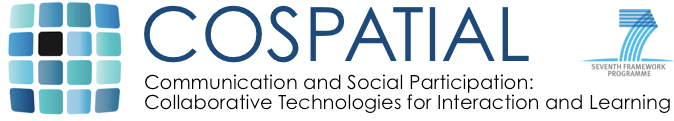 COSPATIAL
Communication and Social Participation:
Collaborative Technologies for Interaction and Learning
SEVENTH FRAMEWORK
PROGRAMME